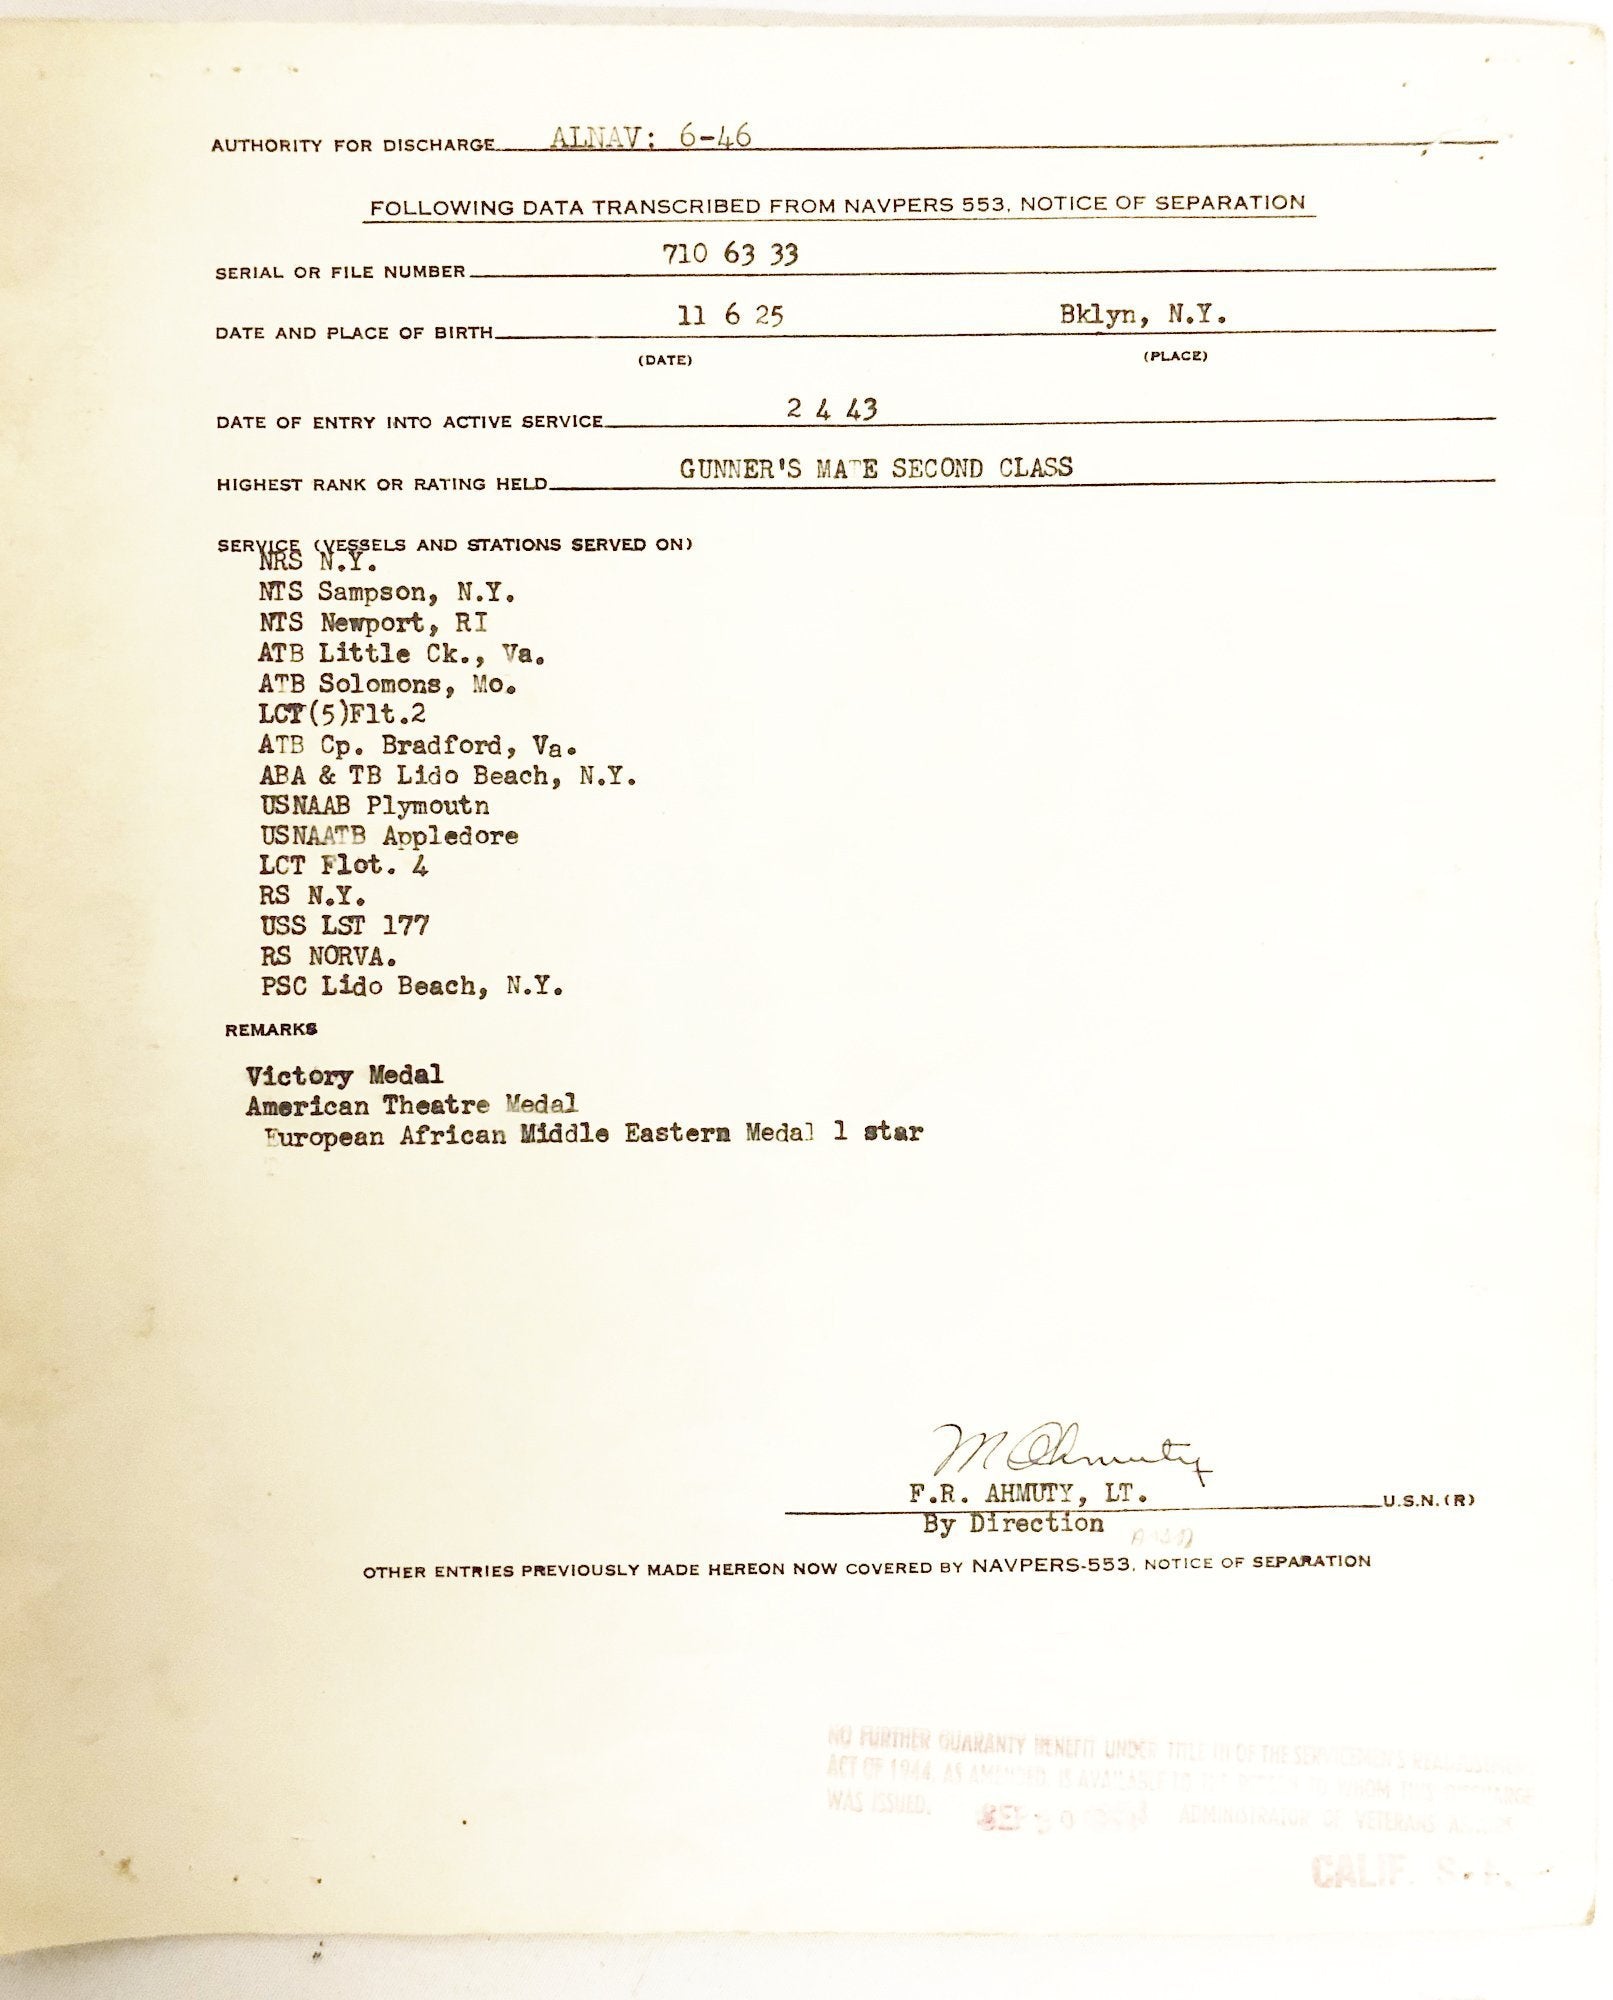 AUTHORITY FOR DISCHARGE ALNAV: 6-46
FOLLOWING DATA TRANSCRIBED FROM NAVPERS 553, NOTICE OF SEPARATION
710 63 33
SERIAL OR FILE NUMBER
11 6 25 Bklyn, N.Y.
DATE AND PLACE OF BIRTH
(DATE) (PLACE)
2 4 43
DATE OF ENTRY INTO ACTIVE SERVICE
GUNNER'S MATE SECOND CLASS
HIGHEST RANK OR RATING HELD
SERVICE (VESSELS AND STATIONS SERVED ON)
NRS N.Y.
NTS Sampson, N.Y.
NTS Newport, RI
ATB Little Ck., Va.
ATB Solomons, Mo.
LCT(5)Flt.2
ATB Cp. Bradford, Va.
ABA & TB Lido Beach, N.Y.
USNAAB Plymoutn
USNAATB Appledore
LCT Flot. 4
RS N.Y.
USS LST 177
RS NORVA.
PSC Lido Beach, N.Y.
REMARKS
Victory Medal
American Theatre Medal
European African Middle Eastern Medal 1 star
F.R. AHMUTY, LT.
U.S.N.(R)
By Direction
OTHER ENTRIES PREVIOUSLY MADE HEREON NOW COVERED BY NAVPERS-553, NOTICE OF SEPARATION
NO FURTHER GUARANTY BENEFIT UNDER TITLE III OF THE SERVICEMEN'S READJUSTMENT
ACT OF 1944, AS AMENDED, IS AVAILABLE TO THE PERSON TO WHOM THIS DISCHARGE
WAS ISSUED. SEP 30 ADMINISTRATOR OF VETERANS
CALIF.